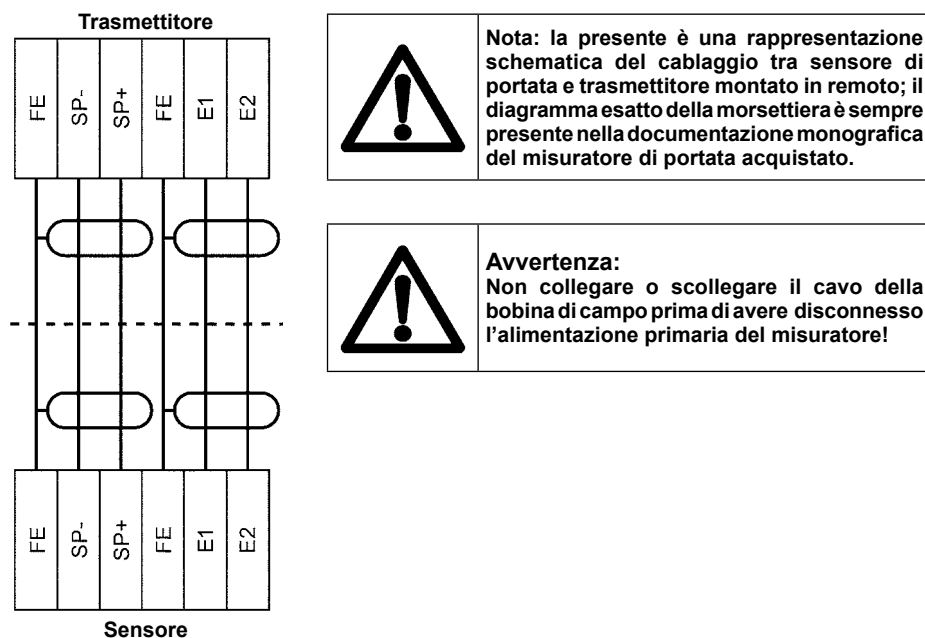 Trasmettitore
FE SP- SP+ FE E1 E2
Nota: la presente è una rappresentazione
schematica del cablaggio tra sensore di
portata e trasmettitore montato in remoto; il
diagramma esatto della morsettiera è sempre
presente nella documentazione monografica
del misuratore di portata acquistato.
Avvertenza:
Non collegare o scollegare il cavo della
bobina di campo prima di avere disconnesso
l'alimentazione primaria del misuratore!
FE SP- SP+ FE E1 E2
Sensore